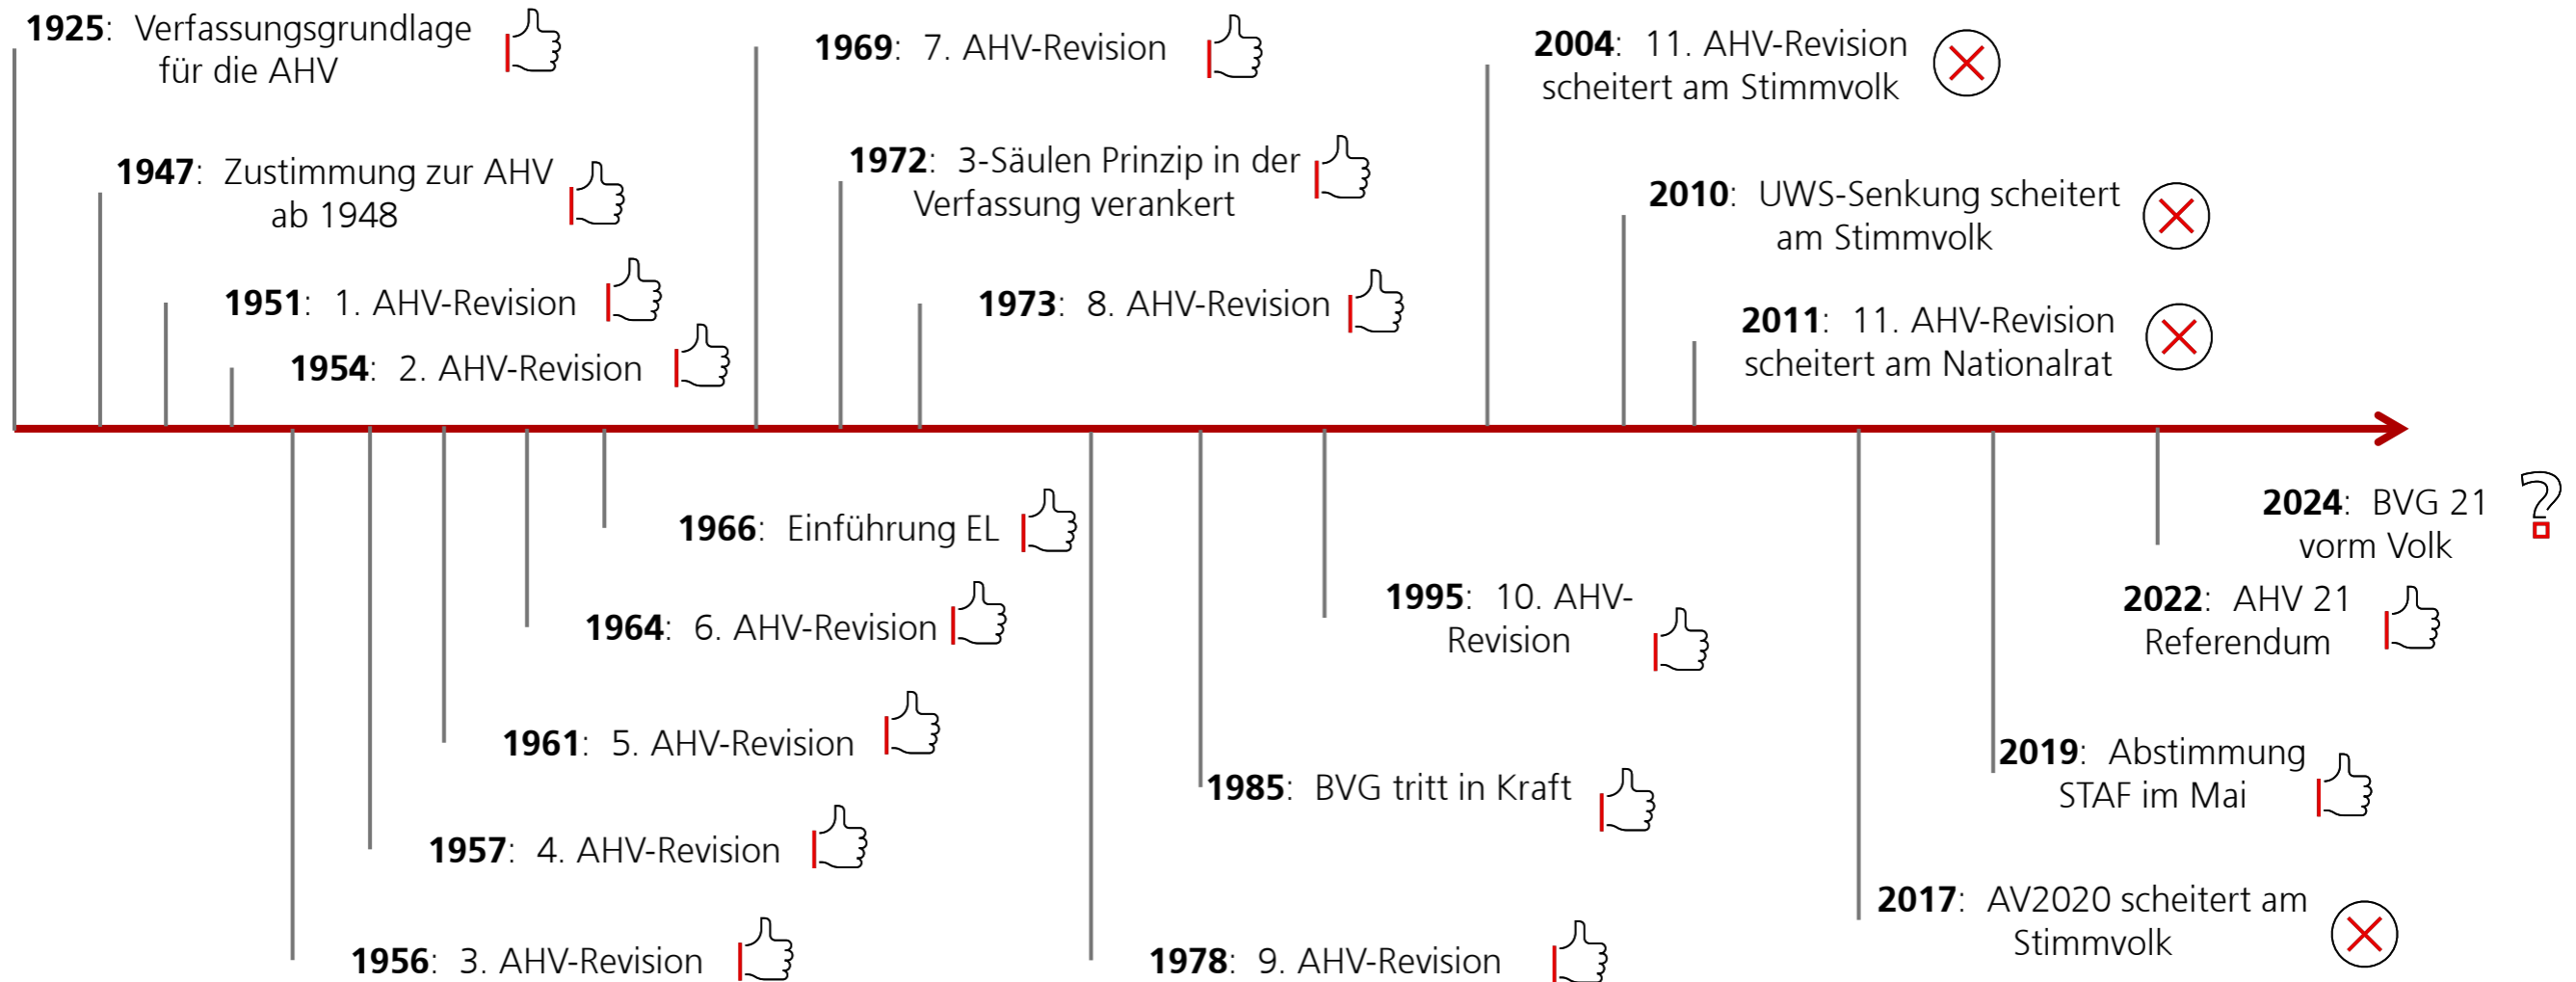 1925: Verfassungsgrundlage
für die AHV
1947: Zustimmung zur AHV
ab 1948
1951: 1. AHV-Revision
1954: 2. AHV-Revision
1969: 7. AHV-Revision
1972: 3-Säulen Prinzip in der
Verfassung verankert
1973: 8. AHV-Revision
2004: 11. AHV-Revision
scheitert am Stimmvolk
2010: UWS-Senkung scheitert
am Stimmvolk
2011: 11. AHV-Revision
scheitert am Nationalrat
1966: Einführung EL
1964: 6. AHV-Revision
1961: 5. AHV-Revision
1957: 4. AHV-Revision
1956: 3. AHV-Revision
1995: 10. AHV-
Revision
1985: BVG tritt in Kraft
1978: 9. AHV-Revision
2024: BVG 21
vorm Volk
?
2022: AHV 21
Referendum
2019: Abstimmung
STAF im Mai
2017: AV2020 scheitert am
Stimmvolk